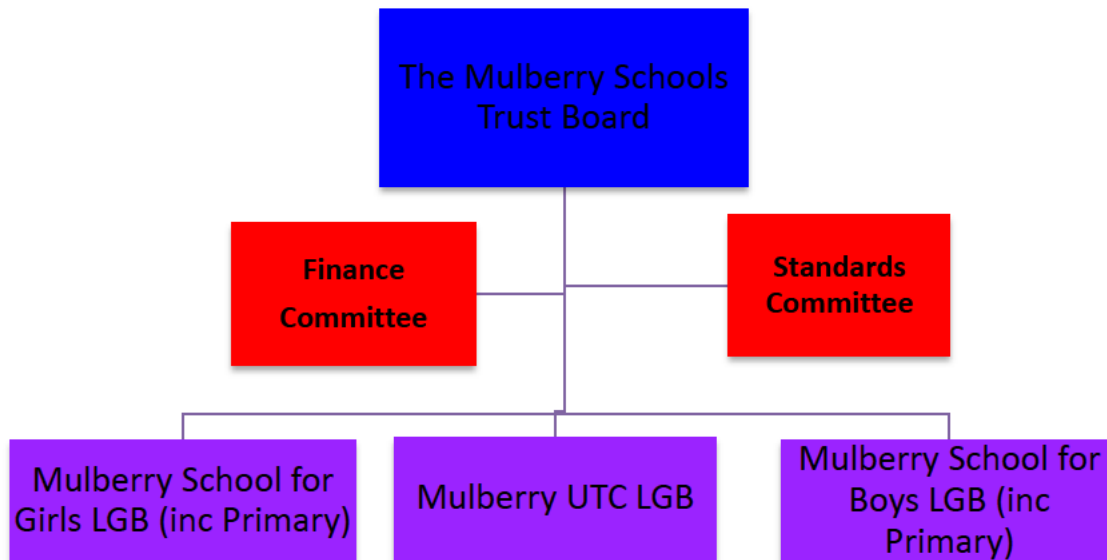 The Mulberry Schools
Trust Board
Finance
Committee
Standards
Committee
Mulberry School for
Girls LGB (inc Primary)
Mulberry UTC LGB
Mulberry School for
Boys LGB (inc
Primary)